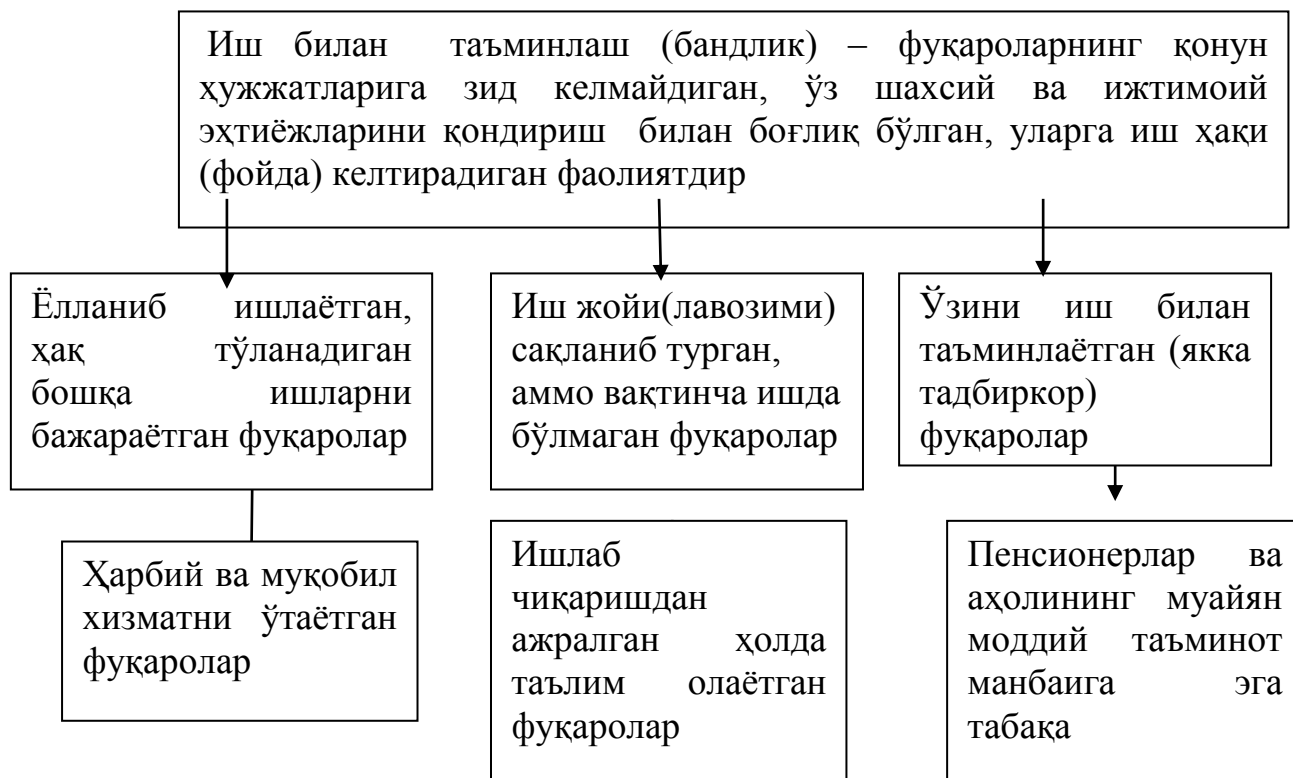 Иш билан таъминлаш (бандлик) – фуқароларнинг қонун
ҳужжатларига зид келмайдиган, ўз шахсий ва ижтимоий
эҳтиёжларини қондириш билан боғлиқ бўлган, уларга иш ҳақи
(фойда) келтирадиган фаолиятдир
Ёлланиб ишлаётган,
ҳақ тўланадиган
бошқа ишларни
бажараётган фуқаролар
Иш жойи(лавозими)
сақланиб турган,
аммо вақтинча ишда
бўлмаган фуқаролар
Ўзини иш билан
таъминлаётган (якка
тадбиркор)
фуқаролар
Ҳарбий ва муқобил
хизматни ўтаётган
фуқаролар
Ишлаб
чиқаришдан
ажралган ҳолда
таълим олаётган
фуқаролар
Пенсионерлар ва
аҳолининг муайян
моддий таъминот
манбаига эга
табақа